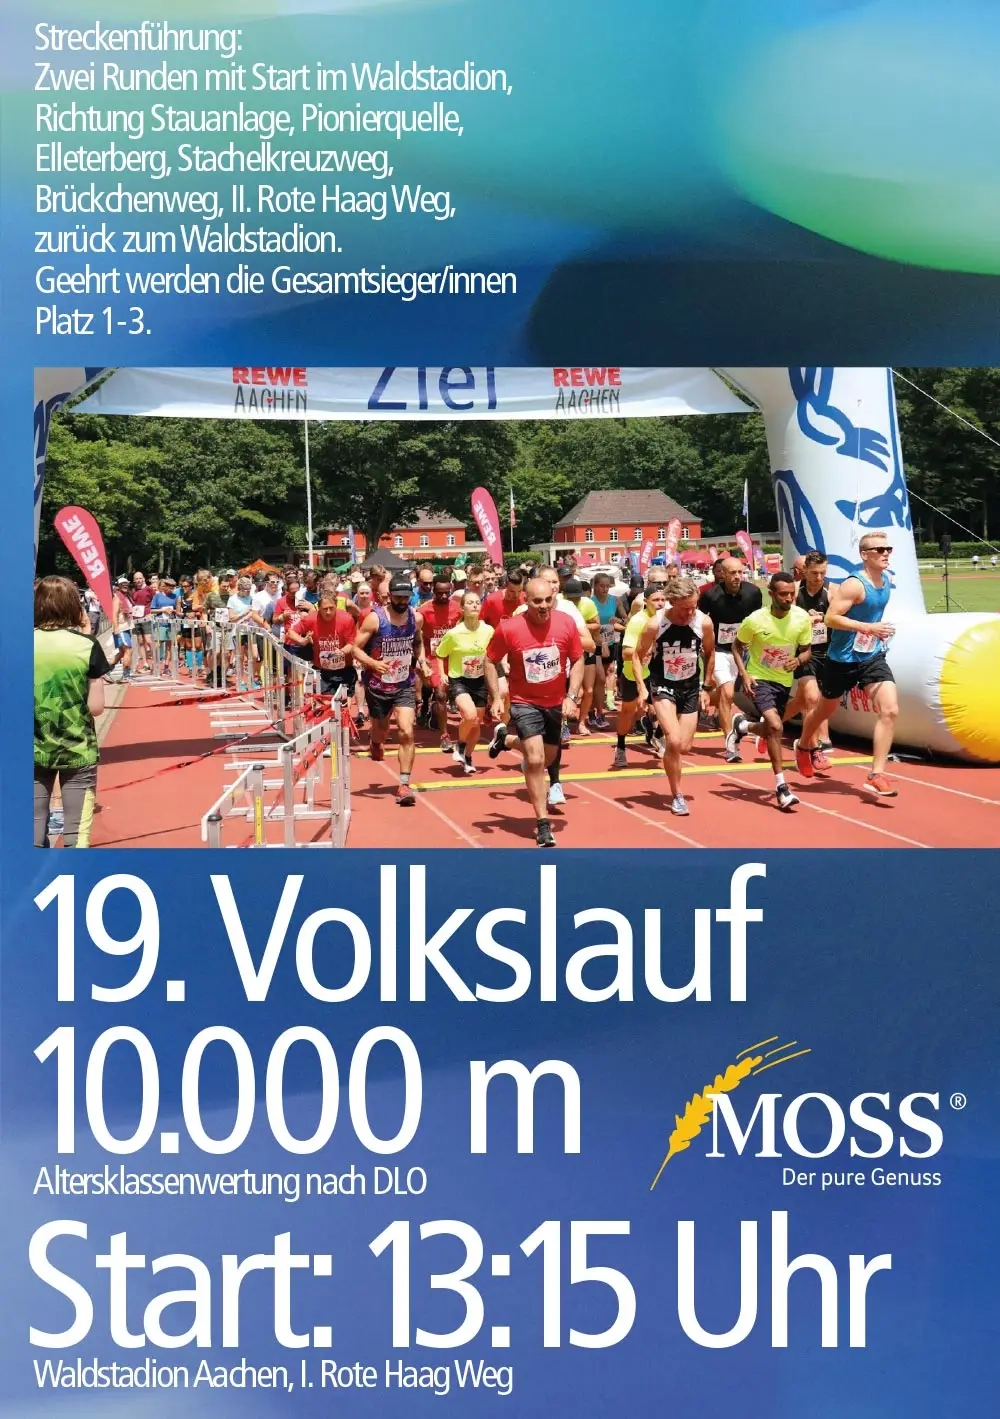 Streckenführung:
Zwei Runden mit Start im Waldstadion,
Richtung Stauanlage, Pionierquelle,
Elleterberg, Stachelkreuzweg,
Brückchenweg, II. Rote Haag Weg,
zurück zum Waldstadion.
Geehrt werden die Gesamtsieger/innen
Platz 1-3.
REWE
AACHEN
Ziel
REWE
AACHEN
REWE
REWE
19. Volkslauf
10.000 m
Altersklassenwertung nach DLO
MOSS®
Der pure Genuss
Start: 13:15 Uhr
Waldstadion Aachen, I. Rote Haag Weg